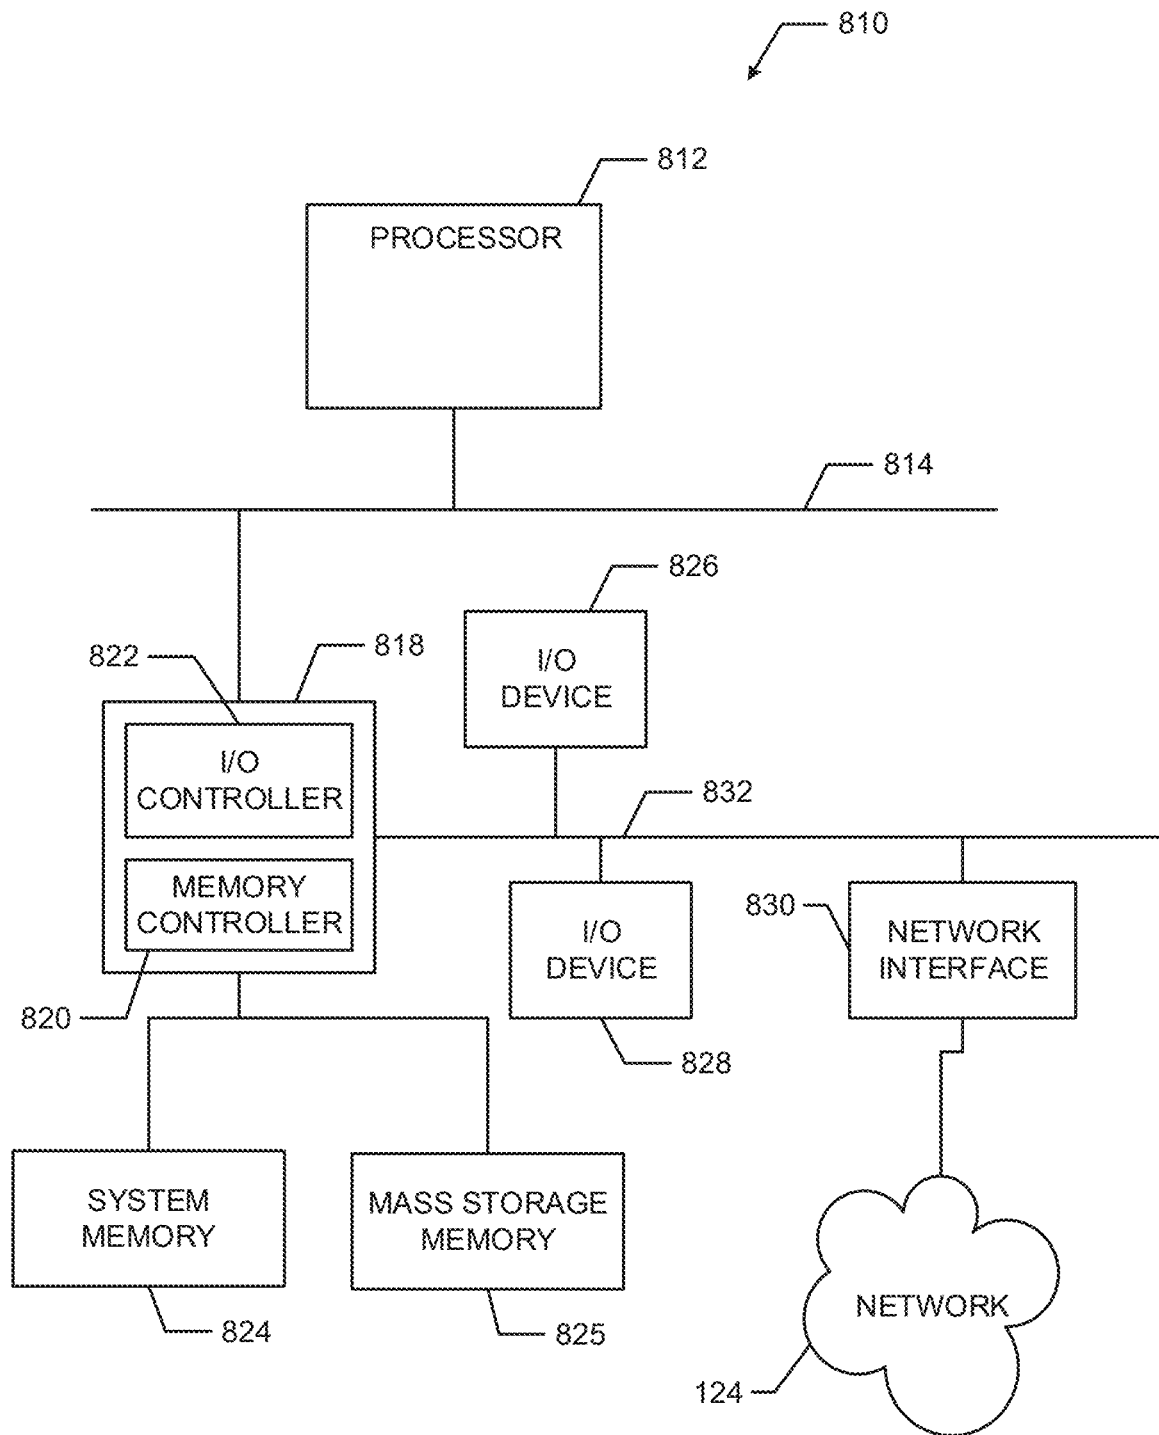 810
812
PROCESSOR
814
826
I/O
DEVICE
822
818
I/O
CONTROLLER
832
MEMORY
CONTROLLER
830
I/O
DEVICE
NETWORK
INTERFACE
820
828
SYSTEM
MEMORY
MASS STORAGE
MEMORY
NETWORK
824
825
124